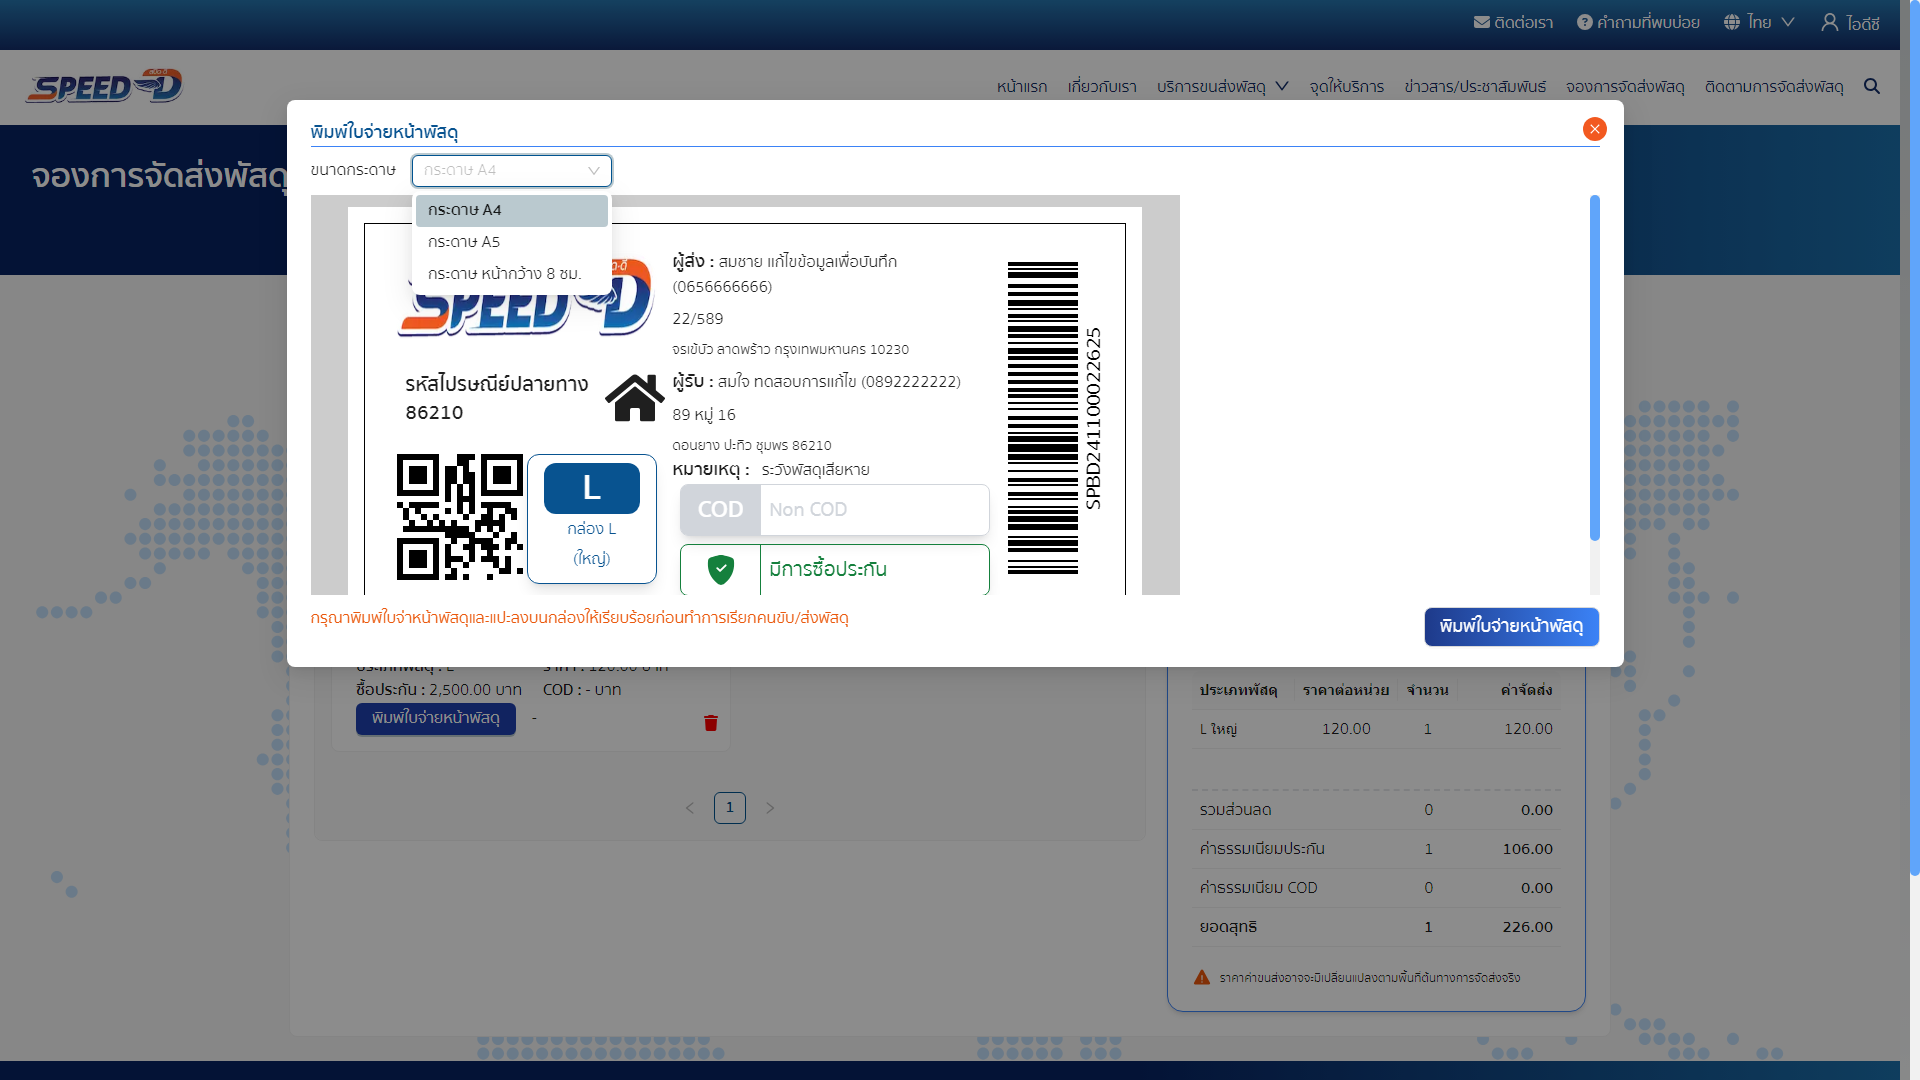 ติดต่อเรา คำถามที่พบบ่อย ไทย ไอดีซี
SPEED-D สปีด-ดี
หน้าแรก เกี่ยวกับเรา บริการขนส่งพัสดุ จุดให้บริการ ข่าวสาร/ประชาสัมพันธ์ จองการจัดส่งพัสดุ ติดตามการจัดส่งพัสดุ
จองการจัดส่งพัสดุ
พิมพ์ใบจ่ายหน้าพัสดุ
ขนาดกระดาษ กระดาษ A4
กระดาษ A4
กระดาษ A5
กระดาษ หน้ากว้าง 8 ซม.
SPEED-D
ผู้ส่ง : สมชาย แก้ไขข้อมูลเพื่อบันทึก
(0656666666)
22/589
จรเข้บัว ลาดพร้าว กรุงเทพมหานคร 10230
รหัสไปรษณีย์ปลายทาง
86210
ผู้รับ : สมใจ ทดสอบการแก้ไข (0892222222)
89 หมู่ 16
ดอนยาง ปะทิว ชุมพร 86210
หมายเหตุ : ระวังพัสดุเสียหาย
L
กล่อง L
(ใหญ่)
COD Non COD
มีการซื้อประกัน
SPBD241100022625
กรุณาพิมพ์ใบจ่าหน้าพัสดุและแปะลงบนกล่องให้เรียบร้อยก่อนทำการเรียกคนขับ/ส่งพัสดุ
พิมพ์ใบจ่ายหน้าพัสดุ
ประเภทพัสดุ : L ราคา : 120.00 บาท
ซื้อประกัน : 2,500.00 บาท COD : - บาท
พิมพ์ใบจ่ายหน้าพัสดุ -
1
ประเภทพัสดุ ราคาต่อหน่วย จำนวน ค่าจัดส่ง
L ใหญ่ 120.00 1 120.00
รวมส่วนลด 0 0.00
ค่าธรรมเนียมประกัน 1 106.00
ค่าธรรมเนียม COD 0 0.00
ยอดสุทธิ 1 226.00
ราคาค่าขนส่งอาจจะมีเปลี่ยนแปลงตามพื้นที่ต้นทางการจัดส่งจริง